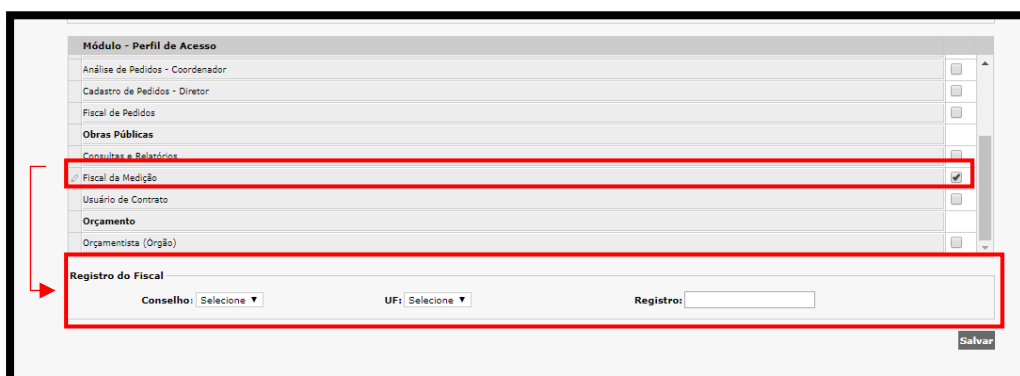 Módulo - Perfil de Acesso
Análise de Pedidos - Coordenador
Cadastro de Pedidos - Diretor
Fiscal de Pedidos
Obras Públicas
Consultas e Relatórios
Fiscal da Medição
Usuário de Contrato
Orçamento
Orçamentista (Órgão)
Registro do Fiscal
Conselho: Selecione ▼ UF: Selecione ▼ Registro:
Salvar